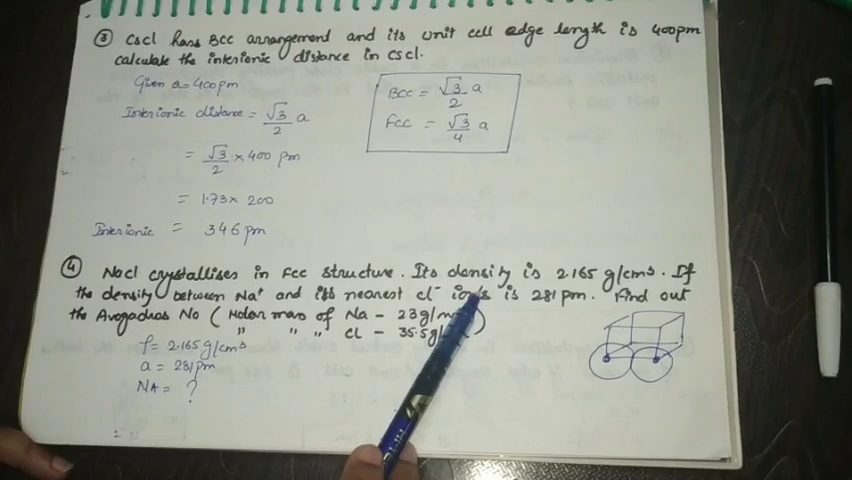 ③ CsCl hass BCC arrangement and its unit cell edge length is 400pm
calculate the interionic distance in CsCl.
Given a = 400pm
Interionic distance = √3/2 a
= √3/2 × 400 pm
= 1.73 × 200
Interionic = 346 pm
BCC = √3/2 a
FCC = √3/4 a
④ NaCl crystallises in FCC structure. Its density is 2.165 g/cm³. If
the density between Na⁺ and its nearest Cl⁻ is 281 pm. Find out
the Avogadros No (Molar mass of Na - 23g/
" " " Cl - 35.5g/
ρ = 2.165 g/cm³
a = 281 pm
NA = ?